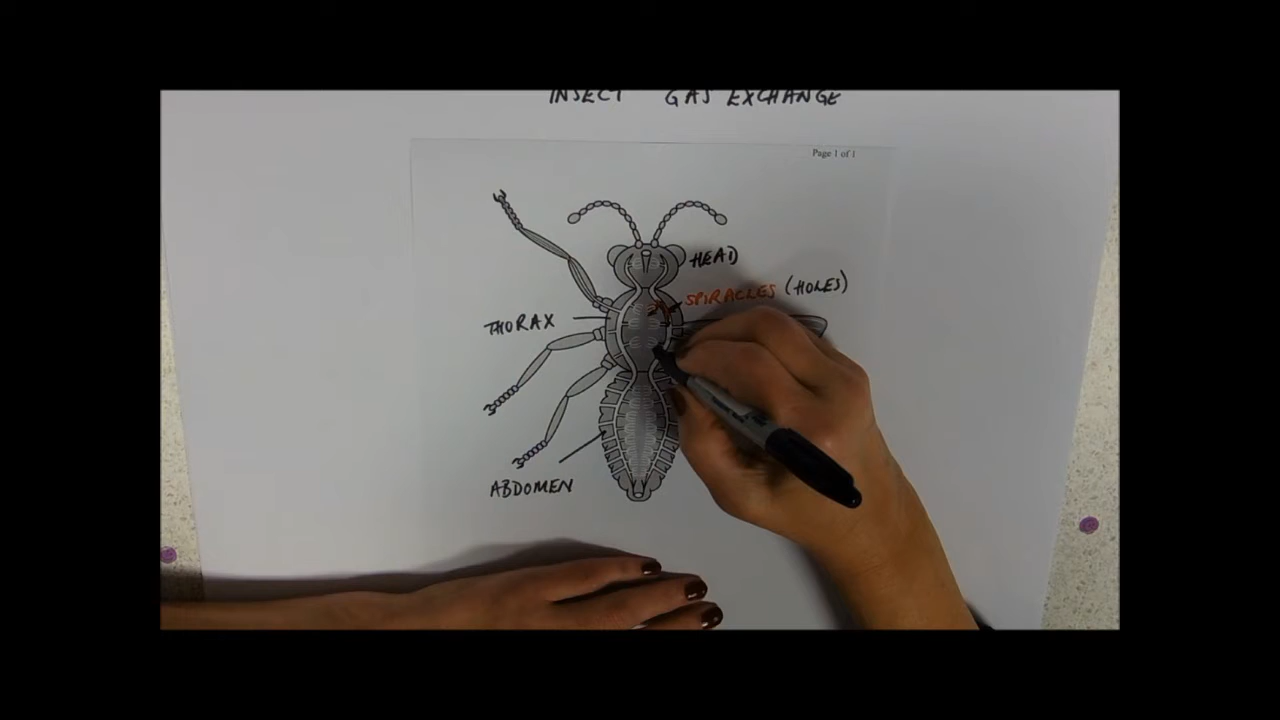 INSECT GAS EXCHANGE
Page 1 of 1
HEAD
SPIRACLES (HOLES)
THORAX
ABDOMEN